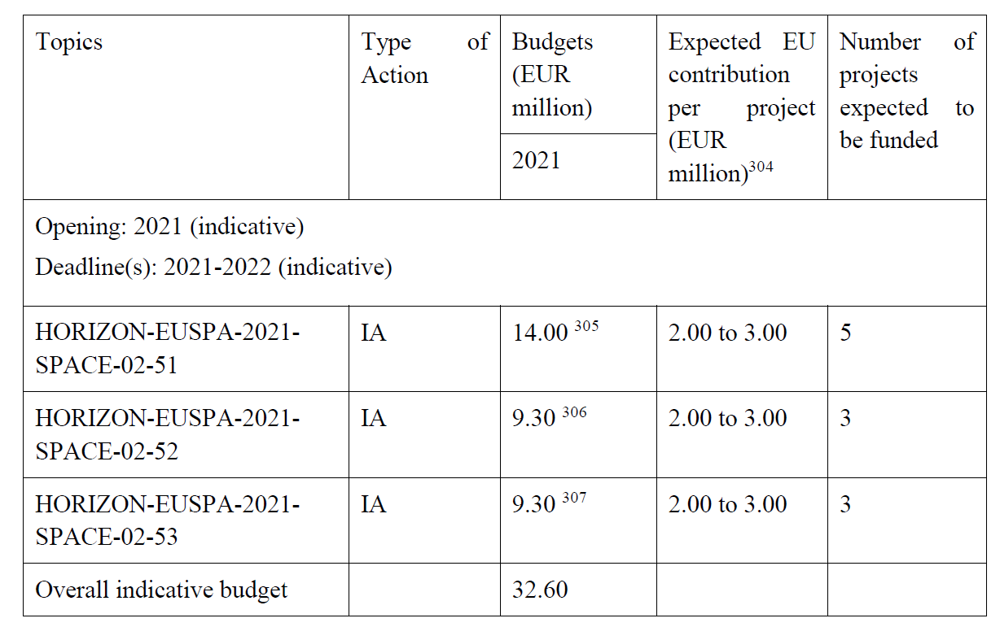 Topics
Type of
Action
Budgets
(EUR
million)
2021
Expected EU
contribution
per project
(EUR
million)304
Number of
projects
expected to
be funded
Opening: 2021 (indicative)
Deadline(s): 2021-2022 (indicative)
HORIZON-EUSPA-2021-
SPACE-02-51
IA
14.00 305
2.00 to 3.00
5
HORIZON-EUSPA-2021-
SPACE-02-52
IA
9.30 306
2.00 to 3.00
3
HORIZON-EUSPA-2021-
SPACE-02-53
IA
9.30 307
2.00 to 3.00
3
Overall indicative budget
32.60